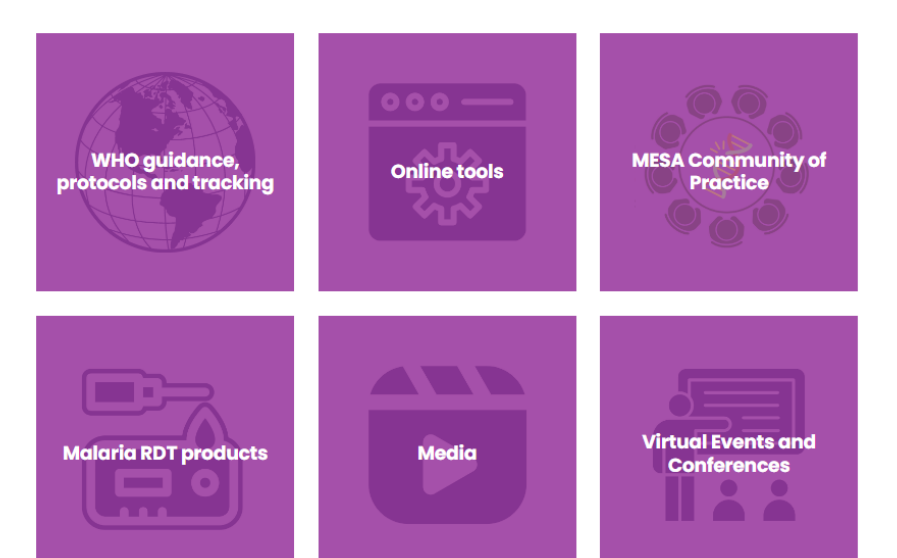 WHO guidance,
protocols and tracking
Online tools
MESA Community of
Practice
Malaria RDT products
Media
Virtual Events and
Conferences